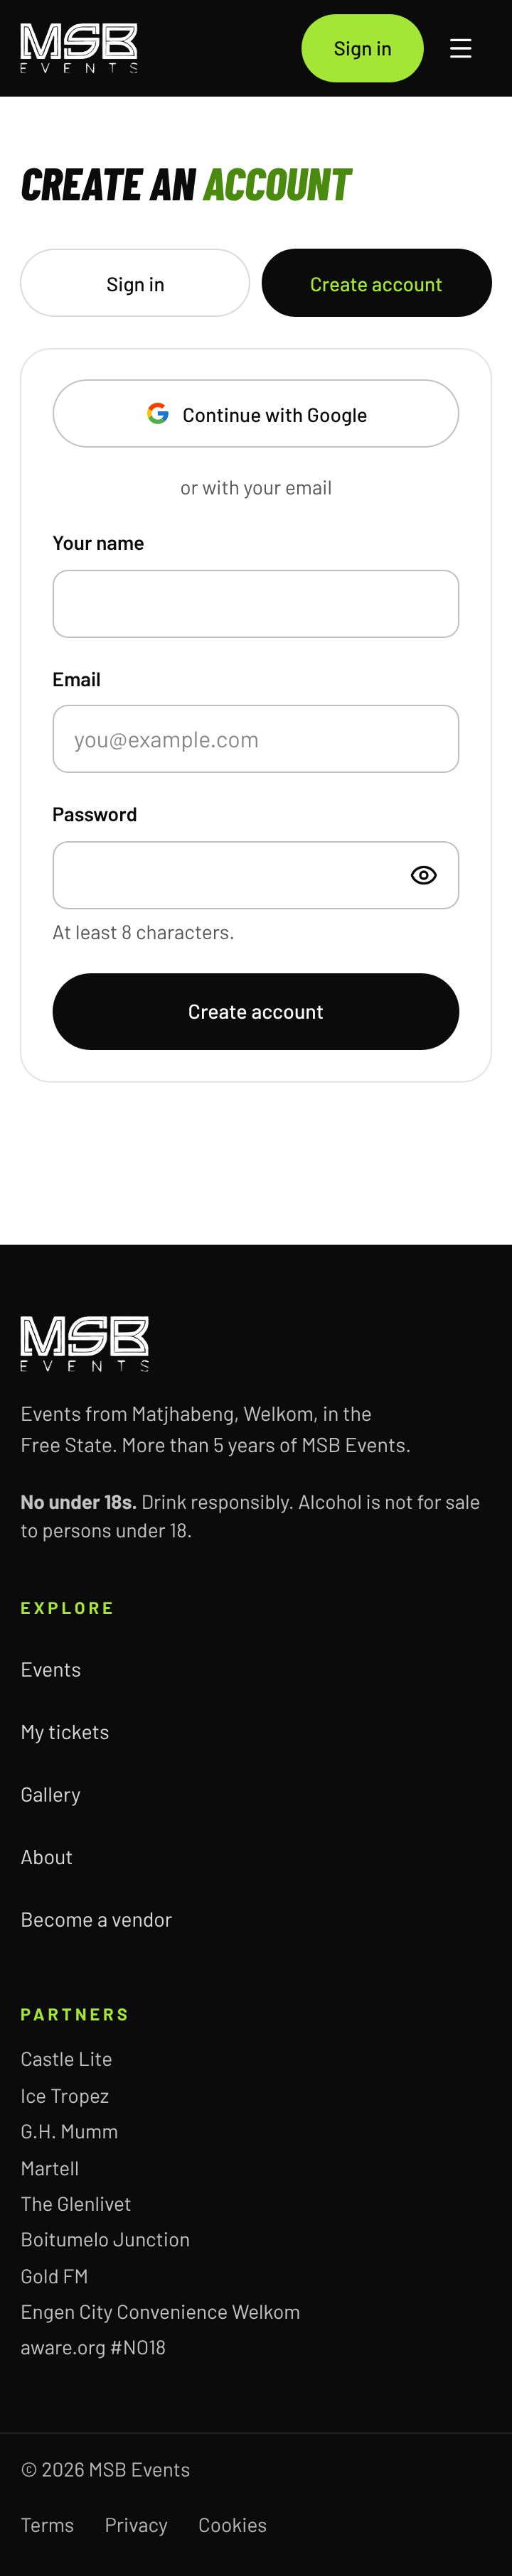 MSB
EVENTS
Sign in
CREATE AN ACCOUNT
Sign in
Create account
Continue with Google
or with your email
Your name
Email
you@example.com
Password
At least 8 characters.
Create account
MSB
EVENTS
Events from Matjhabeng, Welkom, in the
Free State. More than 5 years of MSB Events.
No under 18s. Drink responsibly. Alcohol is not for sale
to persons under 18.
EXPLORE
Events
My tickets
Gallery
About
Become a vendor
PARTNERS
Castle Lite
Ice Tropez
G.H. Mumm
Martell
The Glenlivet
Boitumelo Junction
Gold FM
Engen City Convenience Welkom
aware.org #NO18
© 2026 MSB Events
Terms Privacy Cookies